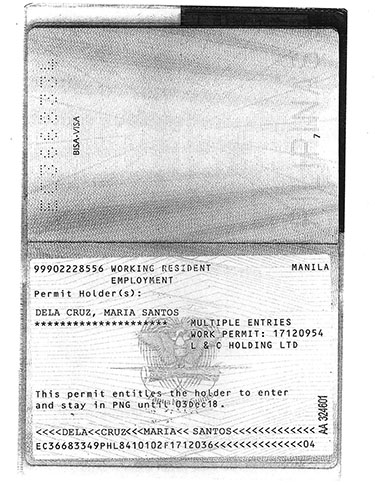 BISA-VISA
7
99902228556 WORKING RESIDENT MANILA
EMPLOYMENT
Permit Holder(s):
DELA CRUZ, MARIA SANTOS
**********************
MULTIPLE ENTRIES
WORK PERMIT: 17120954
L & C HOLDING LTD
This permit entitles the holder to enter
and stay in PNG until 03Dec18.
AA 324601
<<<<DELA<<CRUZ<<<MARIA<< SANTOS<<<<<<<<<<<<<
EC36683349PHL8410102F1712036<<<<<<<<<<<<<<04